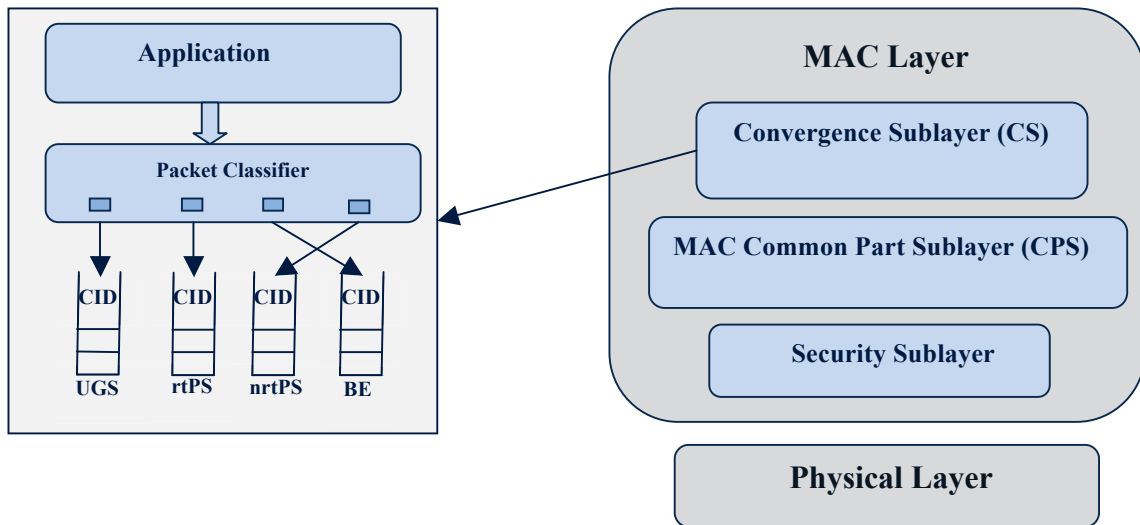 Application
Packet Classifier
CID CID CID CID
UGS rtPS nrtPS BE
MAC Layer
Convergence Sublayer (CS)
MAC Common Part Sublayer (CPS)
Security Sublayer
Physical Layer